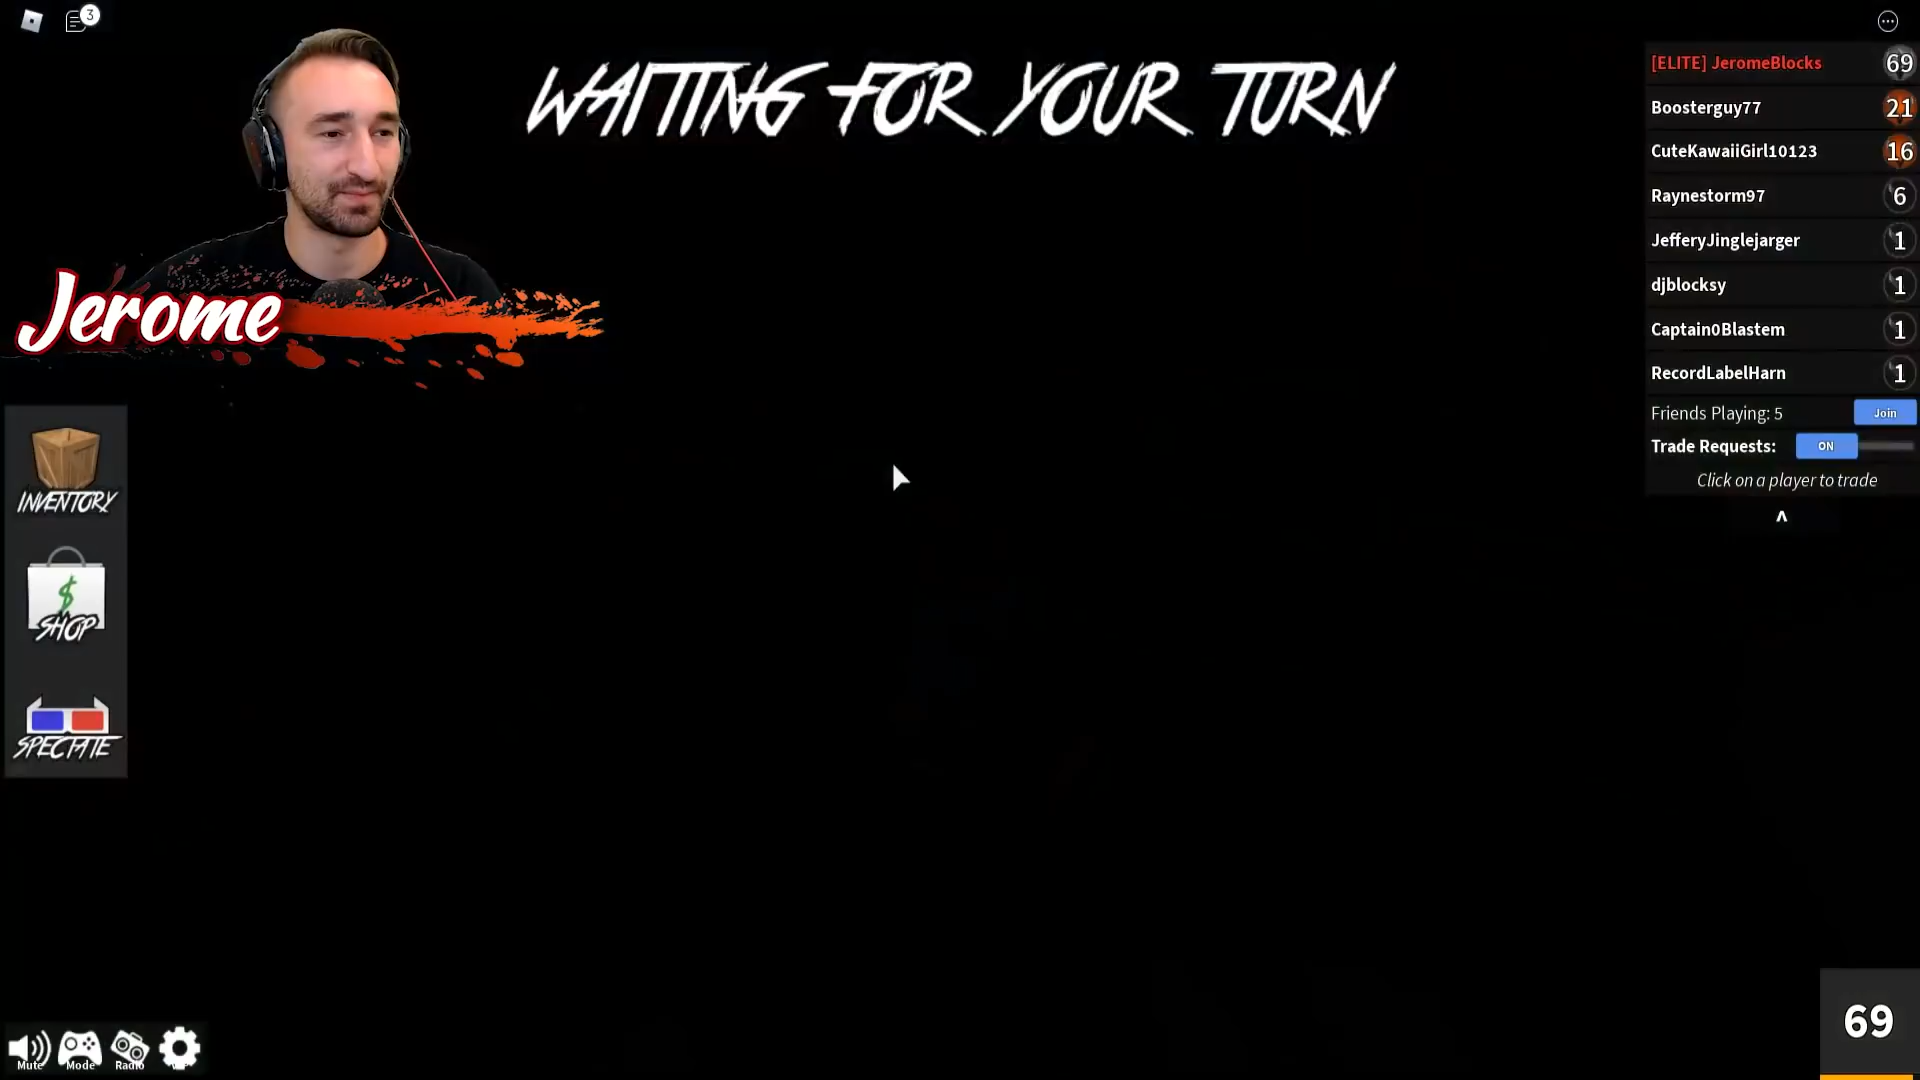 3
WAITING FOR YOUR TURN
Jerome
[ELITE] JeromeBlocks 69
Boosterguy77 21
CuteKawaiiGirl10123 16
Raynestorm97 6
JefferyJinglejarger 1
djblocksy 1
Captain0Blastem 1
RecordLabelHarn 1
Friends Playing: 5 Join
Trade Requests: ON
Click on a player to trade
INVENTORY
$
SHOP
SPECTATE
Mute Mode Radio
69